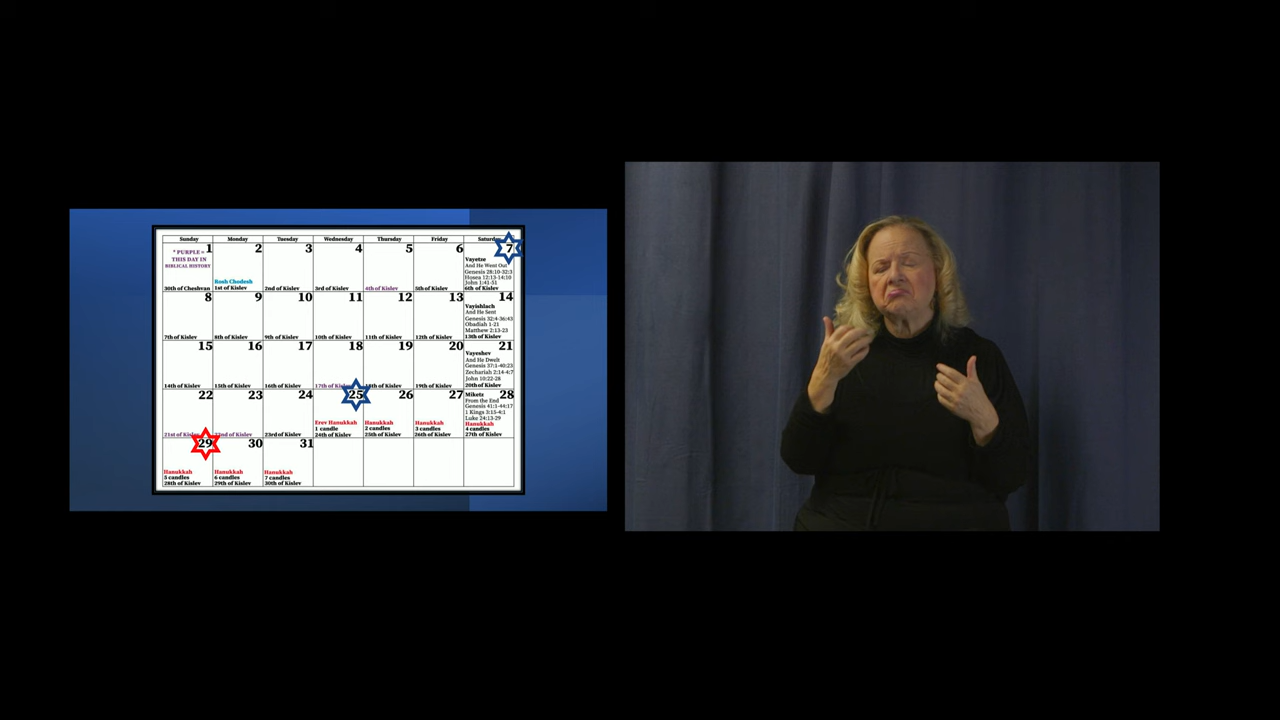 Sunday Monday Tuesday Wednesday Thursday Friday Saturday
1 2 3 4 5 6 7
* PURPLE =
THIS DAY IN
BIBLICAL HISTORY
30th of Cheshvan
Rosh Chodesh
1st of Kislev
2nd of Kislev
3rd of Kislev
4th of Kislev
5th of Kislev
Vayetze
And He Went Out
Genesis 28:10-32:3
Hosea 12:13-14:10
John 1:41-51
6th of Kislev
8 9 10 11 12 13 14
7th of Kislev
8th of Kislev
9th of Kislev
10th of Kislev
11th of Kislev
12th of Kislev
Vayishlach
And He Sent
Genesis 32:4-36:43
Obadiah 1-21
Matthew 2:13-23
13th of Kislev
15 16 17 18 19 20 21
14th of Kislev
15th of Kislev
16th of Kislev
17th of Kislev
18th of Kislev
19th of Kislev
Vayeshev
And He Dwelt
Genesis 37:1-40:23
Zechariah 2:14-4:7
John 10:22-28
20th of Kislev
22 23 24 25 26 27 28
21st of Kislev
22nd of Kislev
23rd of Kislev
Erev Hanukkah
1 candle
24th of Kislev
Hanukkah
2 candles
25th of Kislev
Hanukkah
3 candles
26th of Kislev
Mikets
From the End
Genesis 41:1-44:17
1 Kings 3:15-4:1
Luke 24:13-29
Hanukkah
4 candles
27th of Kislev
29 30 31
Hanukkah
5 candles
28th of Kislev
Hanukkah
6 candles
29th of Kislev
Hanukkah
7 candles
30th of Kislev